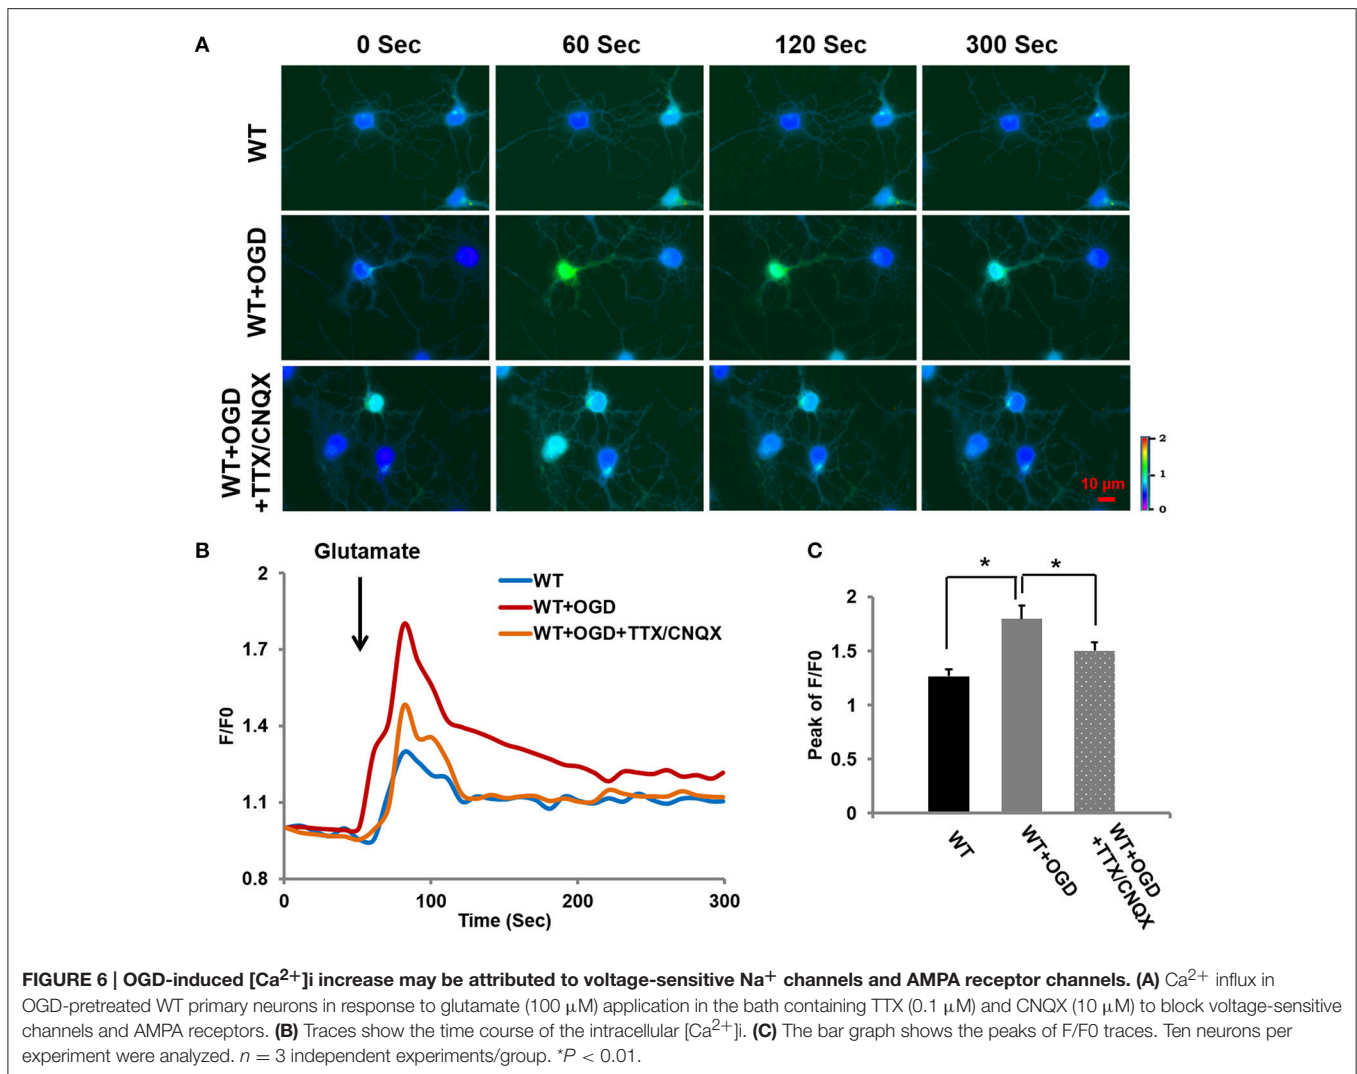 A
0 Sec
60 Sec
120 Sec
300 Sec
WT
WT+OGD
WT+OGD
+TTX/CNQX
10 μm
2
1
0
B
Glutamate
WT
WT+OGD
WT+OGD+TTX/CNQX
2
1.7
1.4
1.1
0.8
F/F0
0
100
200
300
Time (Sec)
C
*
*
2
1.5
1
0.5
0
Peak of F/F0
WT
WT+OGD
WT+OGD
+TTX/CNQX
FIGURE 6 | OGD-induced [Ca²⁺]i increase may be attributed to voltage-sensitive Na⁺ channels and AMPA receptor channels. (A) Ca²⁺ influx in
OGD-pretreated WT primary neurons in response to glutamate (100 μM) application in the bath containing TTX (0.1 μM) and CNQX (10 μM) to block voltage-sensitive
channels and AMPA receptors. (B) Traces show the time course of the intracellular [Ca²⁺]i. (C) The bar graph shows the peaks of F/F0 traces. Ten neurons per
experiment were analyzed. n = 3 independent experiments/group. *P < 0.01.